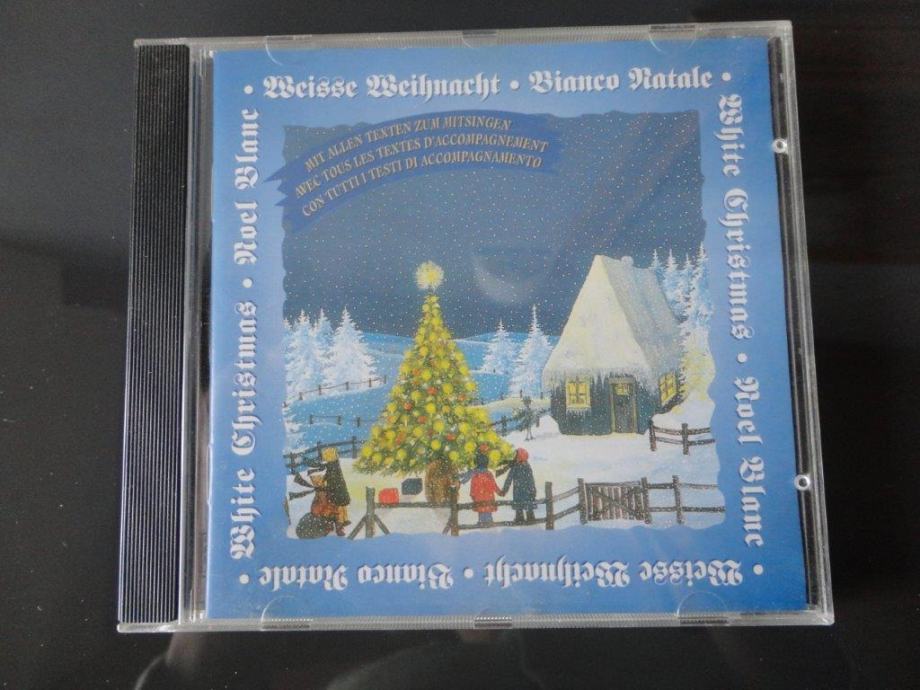 • Weisse Weihnacht • Bianco Natale •
MIT ALLEN TEXTEN ZUM MITSINGEN
AVEC TOUS LES TEXTES D'ACCOMPAGNEMENT
CON TUTTI I TESTI DI ACCOMPAGNAMENTO
White Christmas • Noel Blanc
• Weisse Weihnacht • Bianco Natale •
White Christmas • Noel Blanc